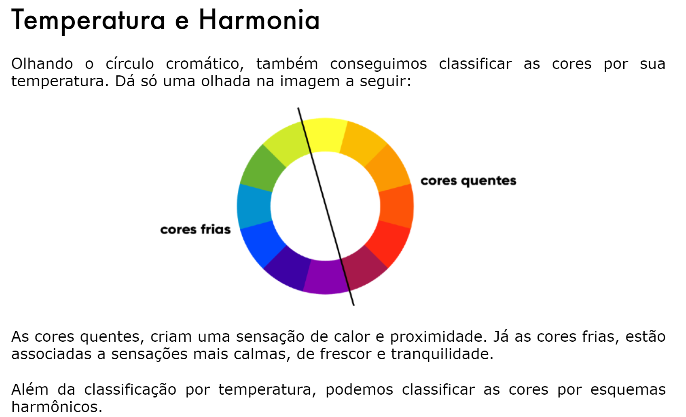 Temperatura e Harmonia
Olhando o círculo cromático, também conseguimos classificar as cores por sua
temperatura. Dá só uma olhada na imagem a seguir:
cores quentes
cores frias
As cores quentes, criam uma sensação de calor e proximidade. Já as cores frias, estão
associadas a sensações mais calmas, de frescor e tranquilidade.
Além da classificação por temperatura, podemos classificar as cores por esquemas
harmônicos.